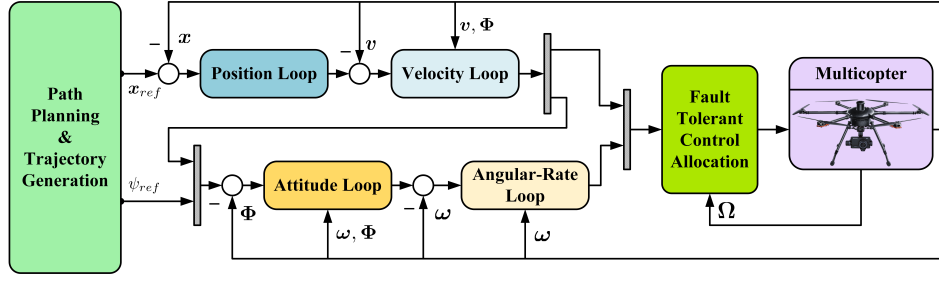 Path
Planning
&
Trajectory
Generation
x_ref
ψ_ref
− x
Position Loop
− v
v, Φ
Velocity Loop
− Φ
Attitude Loop
ω, Φ
− ω
Angular-Rate
Loop
ω
Fault
Tolerant
Control
Allocation
Ω
Multicopter